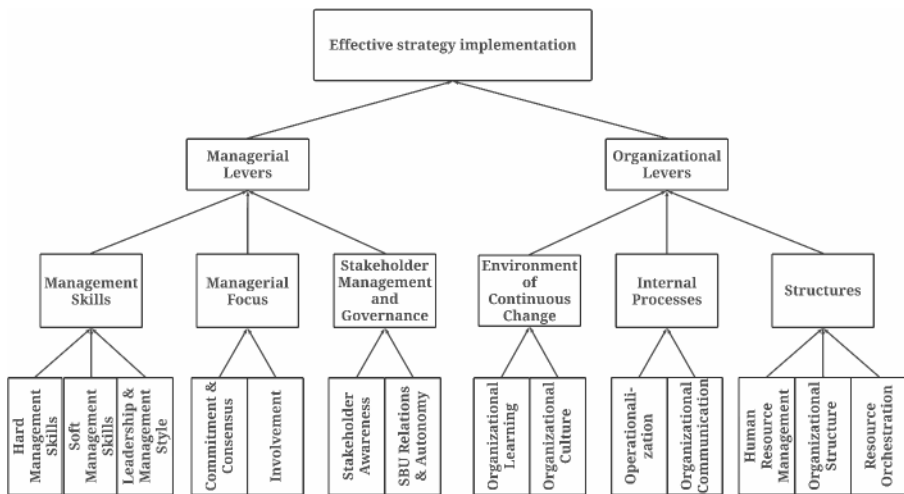 Effective strategy implementation
Managerial
Levers
Organizational
Levers
Management
Skills
Managerial
Focus
Stakeholder
Management
and
Governance
Environment
of
Continuous
Change
Internal
Processes
Structures
Hard
Management
Skills
Soft
Management
Skills
Leadership &
Management
Style
Commitment &
Consensus
Involvement
Stakeholder
Awareness
SBU Relations
& Autonomy
Organizational
Learning
Organizational
Culture
Operationali-
zation
Organizational
Communication
Human
Resource
Management
Organizational
Structure
Resource
Orchestration